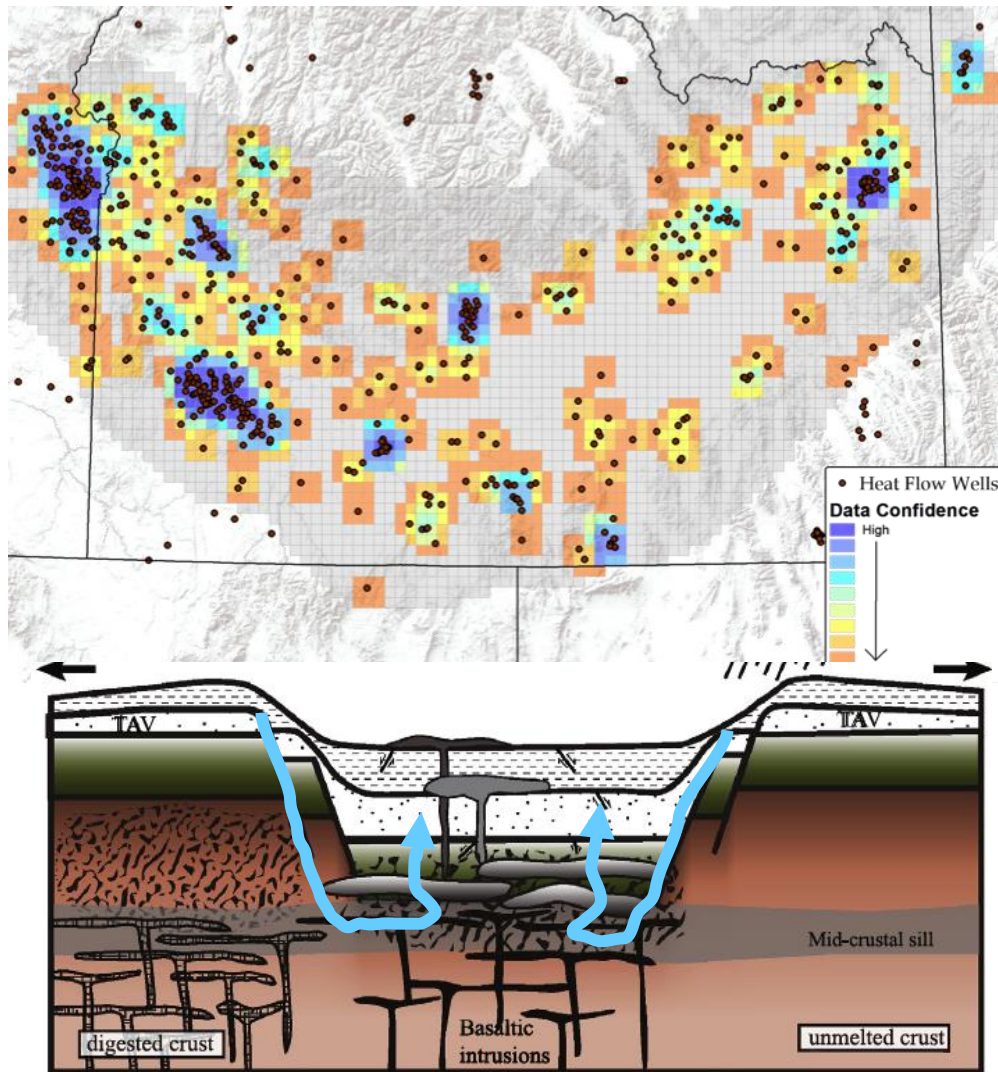 Heat Flow Wells
Data Confidence
High
TAV
TAV
Mid-crustal sill
digested crust
Basaltic
intrusions
unmelted crust